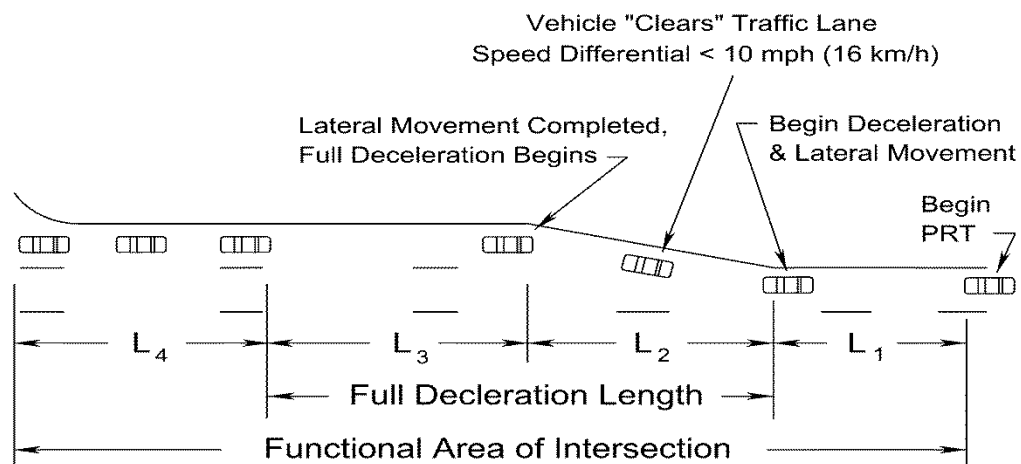 Vehicle "Clears" Traffic Lane
Speed Differential < 10 mph (16 km/h)
Lateral Movement Completed,
Full Deceleration Begins
Begin Deceleration
& Lateral Movement
Begin
PRT
L4
L3
L2
L1
Full Decleration Length
Functional Area of Intersection